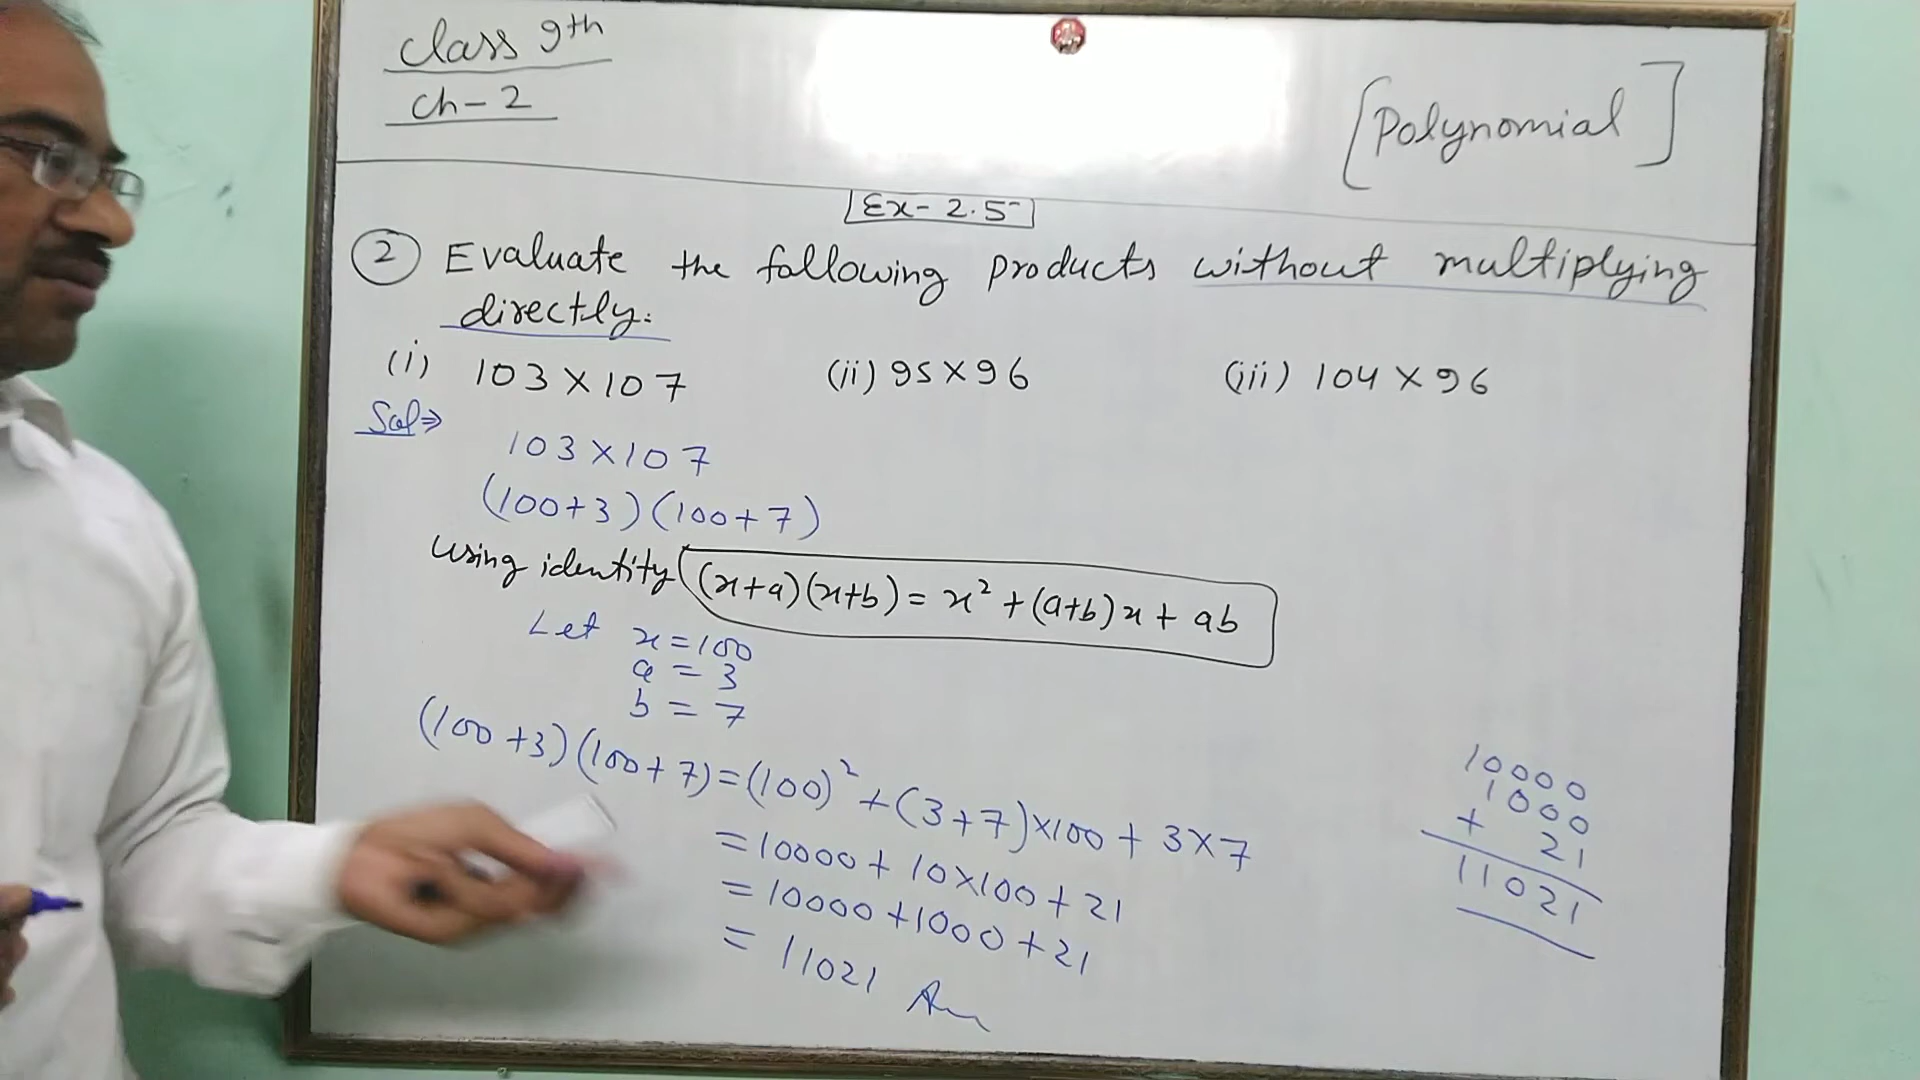 Class 9th
Ch-2
[Polynomial]
Ex- 2.5
(2) Evaluate the following products without multiplying
directly.
(i) 103 × 107 (ii) 95 × 96 (iii) 104 × 96
Sol⇒
103 × 107
(100+3)(100+7)
using identity (x+a)(x+b) = x² + (a+b)x + ab
Let x = 100
a = 3
b = 7
(100+3)(100+7) = (100)² + (3+7)×100 + 3×7
= 10000 + 10×100 + 21
= 10000 + 1000 + 21
= 11021 Ans
10000
1000
+ 21
11021